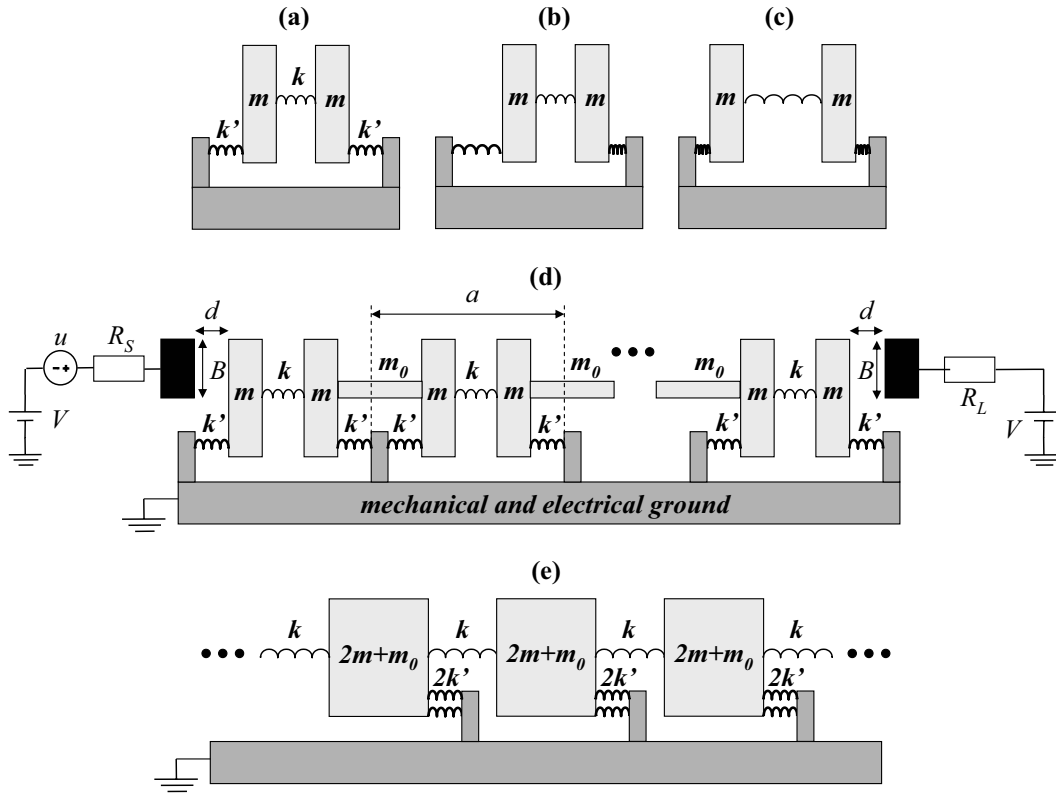 (a) (b) (c)
k
m m m m m m
k' k'
(d)
a
d d
u R_S
B m k m m_0 m k m m_0 m_0 m k m B
R_L
V k' k' k' k' k' k' V
mechanical and electrical ground
(e)
k k k k
2m+m_0 2m+m_0 2m+m_0
2k' 2k' 2k'